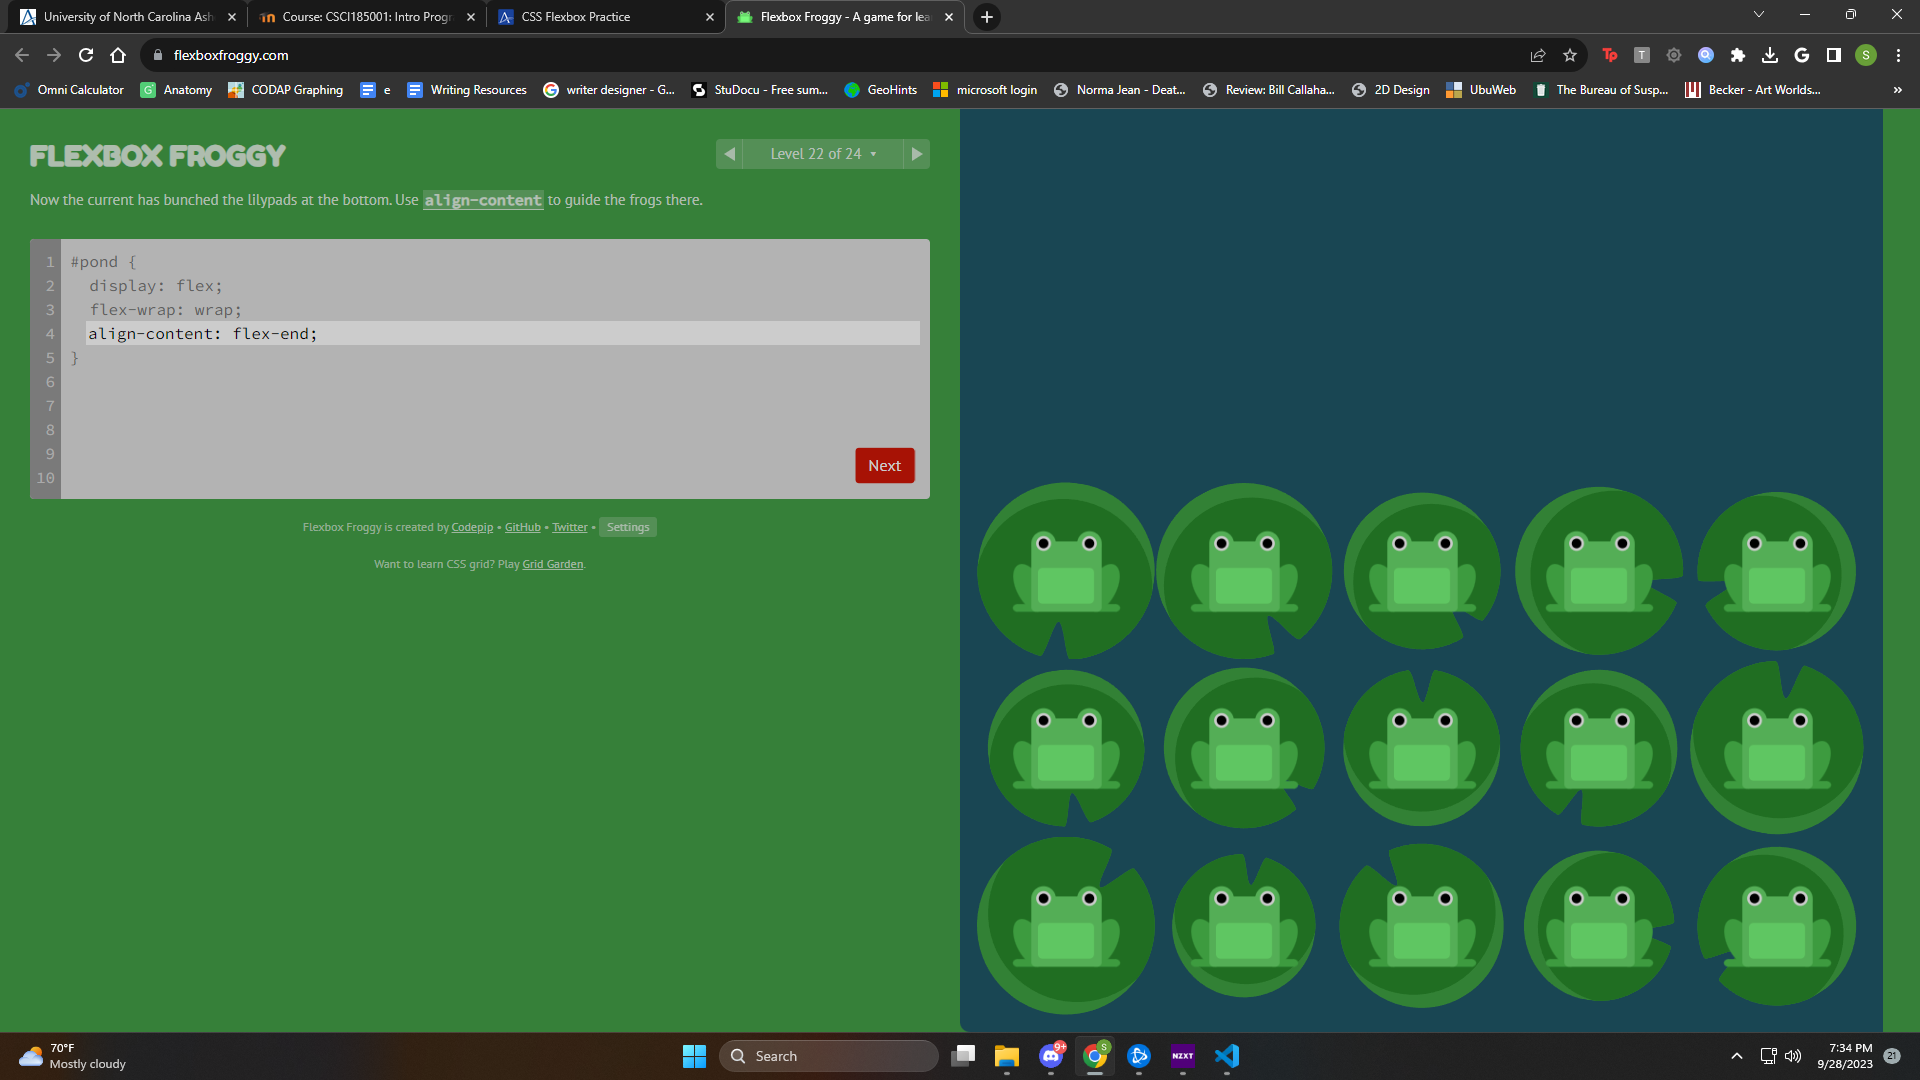 University of North Carolina Ash
Course: CSCI185001: Intro Progr
CSS Flexbox Practice
Flexbox Froggy - A game for lea
flexboxfroggy.com
Tp
T
G
S
Omni Calculator
Anatomy
CODAP Graphing
e
Writing Resources
writer designer - G...
StuDocu - Free sum...
GeoHints
microsoft login
Norma Jean - Deat...
Review: Bill Callaha...
2D Design
UbuWeb
The Bureau of Susp...
Becker - Art Worlds...
»
FLEXBOX FROGGY
Level 22 of 24
Now the current has bunched the lilypads at the bottom. Use align-content to guide the frogs there.
1 #pond {
2 display: flex;
3 flex-wrap: wrap;
4 align-content: flex-end;
5 }
6
7
8
9
10
Next
Flexbox Froggy is created by Codepip • GitHub • Twitter • Settings
Want to learn CSS grid? Play Grid Garden.
70°F
Mostly cloudy
Search
9+
S
NZXT
7:34 PM
9/28/2023
21